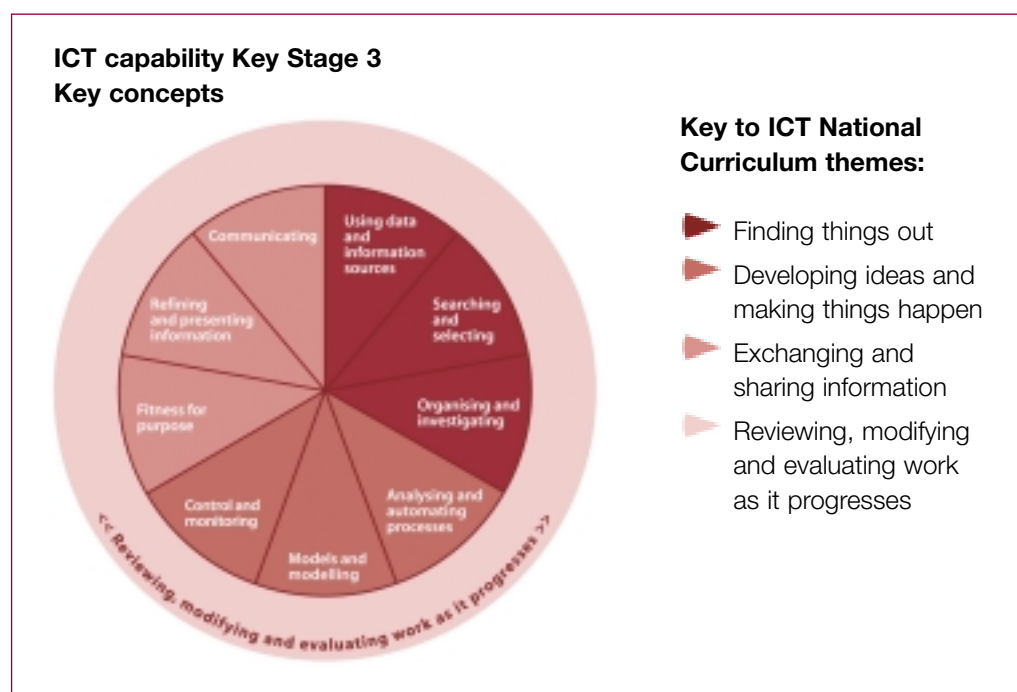 ICT capability Key Stage 3
Key concepts
Communicating
Using data
and
information
sources
Searching
and
selecting
Organising and
investigating
Analysing and
automating
processes
Models and
modelling
Control and
monitoring
Fitness for
purpose
Refining
and presenting
information
<< Reviewing, modifying and evaluating work as it progresses >>
Key to ICT National
Curriculum themes:
Finding things out
Developing ideas and
making things happen
Exchanging and
sharing information
Reviewing, modifying
and evaluating work
as it progresses